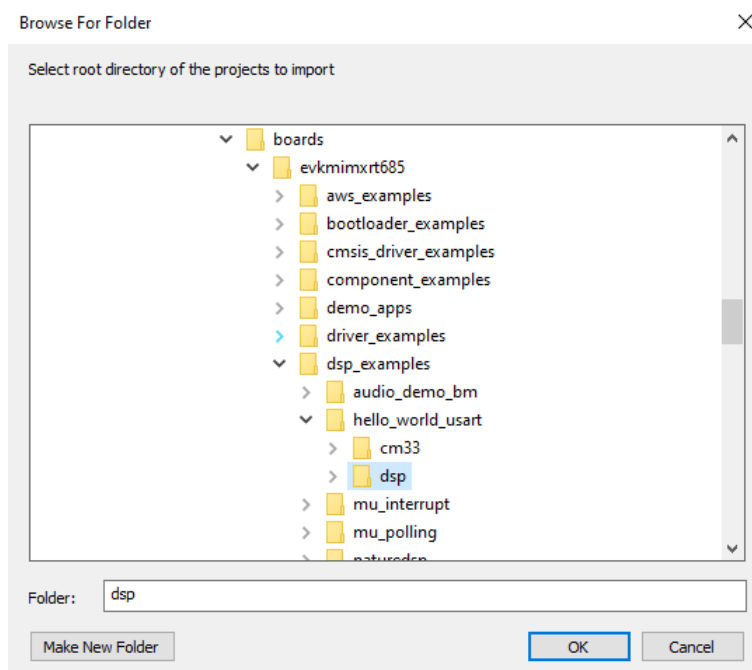 Browse For Folder
Select root directory of the projects to import
boards
evkmimxrt685
aws_examples
bootloader_examples
cmsis_driver_examples
component_examples
demo_apps
driver_examples
dsp_examples
audio_demo_bm
hello_world_usart
cm33
dsp
mu_interrupt
mu_polling
naturedsp
Folder: dsp
Make New Folder OK Cancel